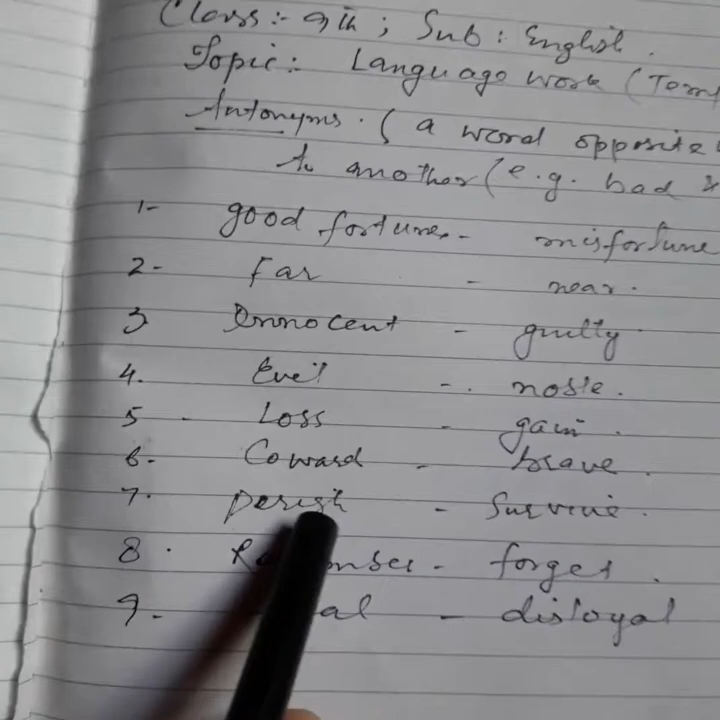 Class :- 9th ; Sub : English .
Topic : Language work (Tom
Antonyms . ( a word opposite
to another (e.g. bad x
1- good fortune - misfortune
2- Far - near .
3 Innocent - guilty
4. Evil - noble .
5 - Loss - gain .
6 - Coward - brave .
7 . perish - Survive .
8 . - forget .
9 - - disloyal